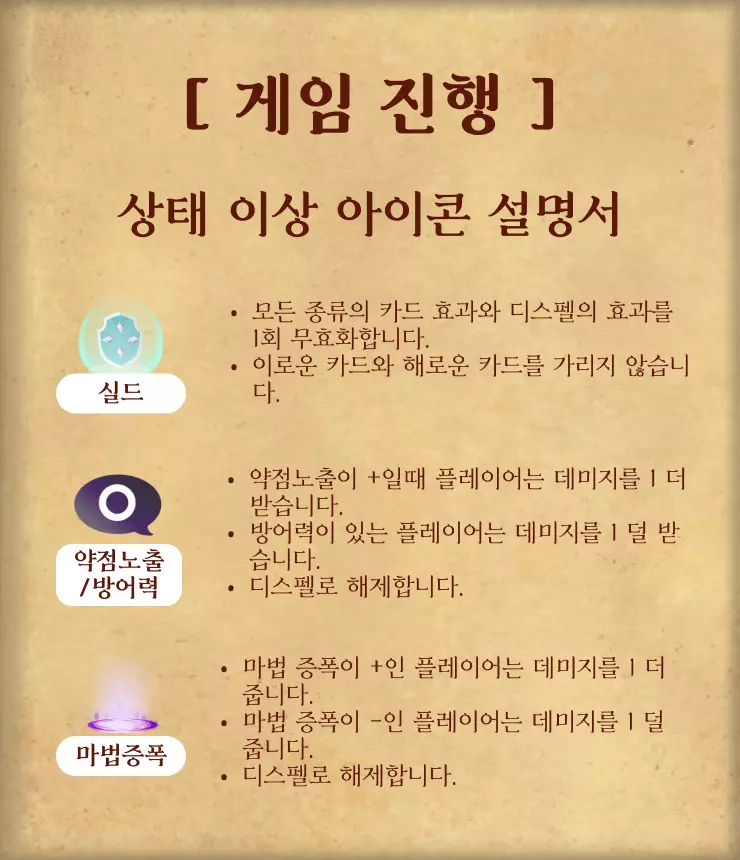 [ 게임 진행 ]
상태 이상 아이콘 설명서
• 모든 종류의 카드 효과와 디스펠의 효과를
1회 무효화합니다.
• 이로운 카드와 해로운 카드를 가리지 않습니
다.
실드
• 약점노출이 +일때 플레이어는 데미지를 1 더
받습니다.
• 방어력이 있는 플레이어는 데미지를 1 덜 받
습니다.
• 디스펠로 해제합니다.
약점노출
/방어력
• 마법 증폭이 +인 플레이어는 데미지를 1 더
줍니다.
• 마법 증폭이 -인 플레이어는 데미지를 1 덜
줍니다.
• 디스펠로 해제합니다.
마법증폭